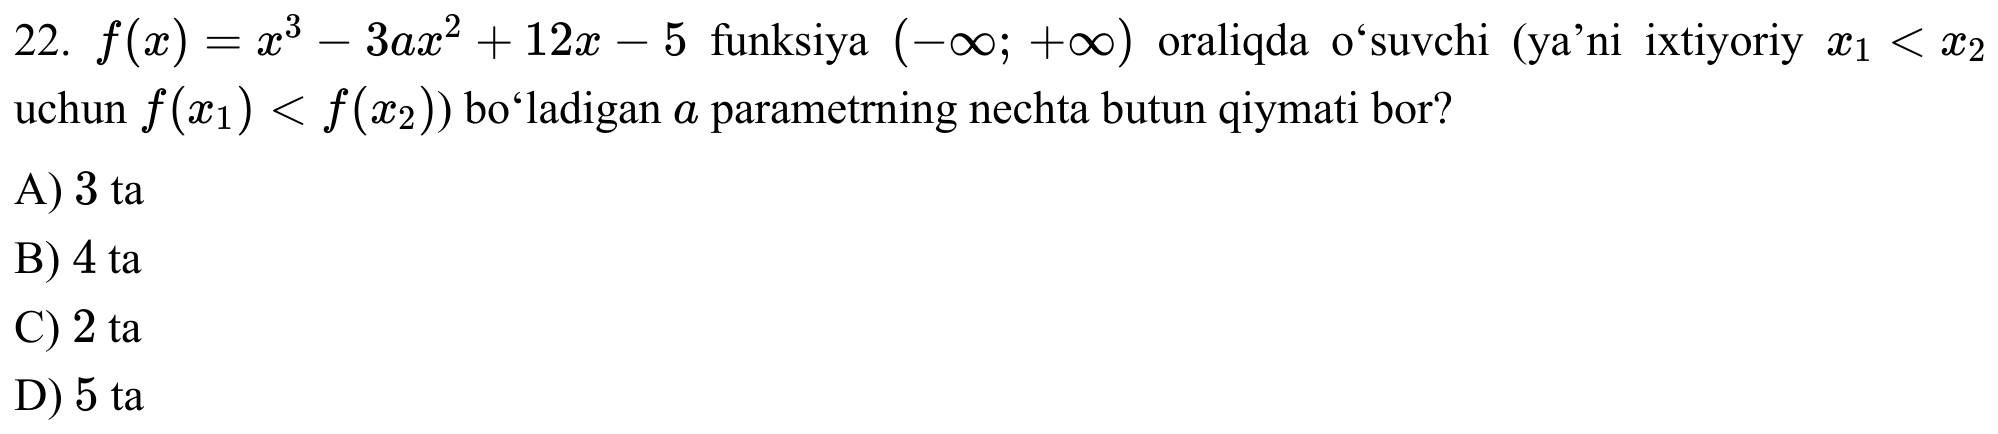 22. f(x) = x³ − 3ax² + 12x − 5 funksiya (−∞; +∞) oraliqda o‘suvchi (ya’ni ixtiyoriy x₁ < x₂
uchun f(x₁) < f(x₂)) bo‘ladigan a parametrning nechta butun qiymati bor?
A) 3 ta
B) 4 ta
C) 2 ta
D) 5 ta